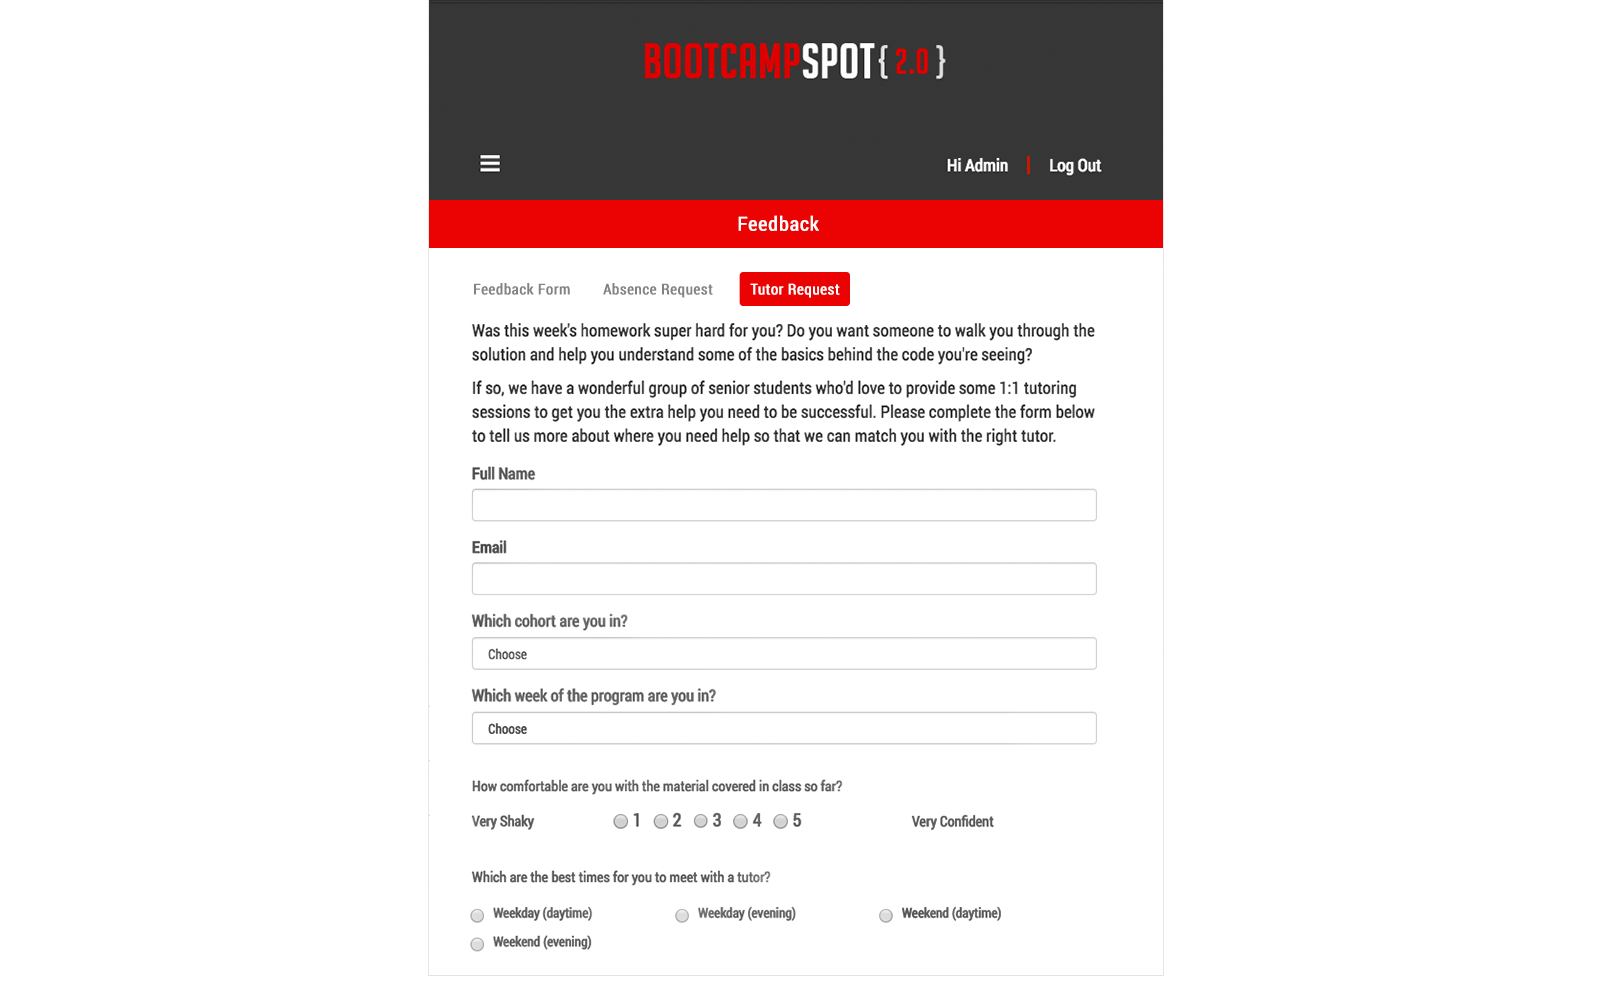 BOOTCAMPSPOT{ 2.0 }
Hi Admin | Log Out
Feedback
Feedback Form Absence Request Tutor Request
Was this week's homework super hard for you? Do you want someone to walk you through the
solution and help you understand some of the basics behind the code you're seeing?
If so, we have a wonderful group of senior students who'd love to provide some 1:1 tutoring
sessions to get you the extra help you need to be successful. Please complete the form below
to tell us more about where you need help so that we can match you with the right tutor.
Full Name
Email
Which cohort are you in?
Choose
Which week of the program are you in?
Choose
How comfortable are you with the material covered in class so far?
Very Shaky 1 2 3 4 5 Very Confident
Which are the best times for you to meet with a tutor?
Weekday (daytime) Weekday (evening) Weekend (daytime)
Weekend (evening)